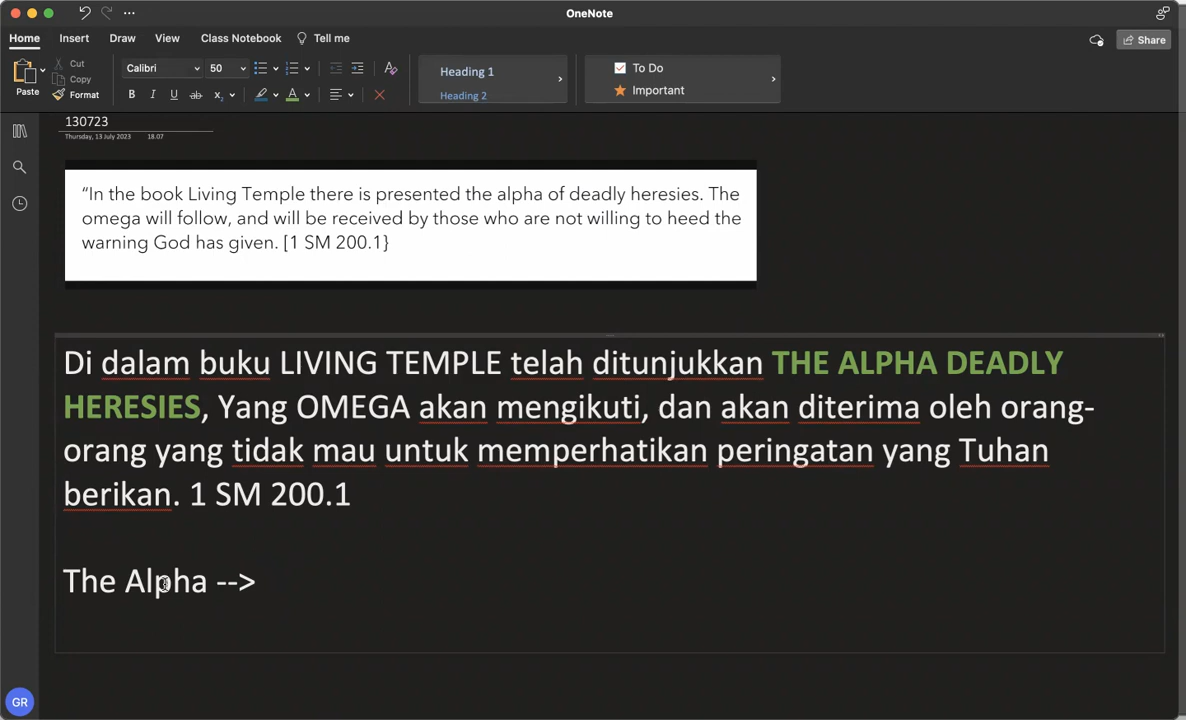 OneNote
Home Insert Draw View Class Notebook Tell me Share
Paste Cut Copy Format Calibri 50 Heading 1 Heading 2 To Do Important
B I U ab x₂ A
130723
Thursday, 13 July 2023 18.07
“In the book Living Temple there is presented the alpha of deadly heresies. The
omega will follow, and will be received by those who are not willing to heed the
warning God has given. [1 SM 200.1}
Di dalam buku LIVING TEMPLE telah ditunjukkan THE ALPHA DEADLY
HERESIES, Yang OMEGA akan mengikuti, dan akan diterima oleh orang-
orang yang tidak mau untuk memperhatikan peringatan yang Tuhan
berikan. 1 SM 200.1
The Alpha -->
GR